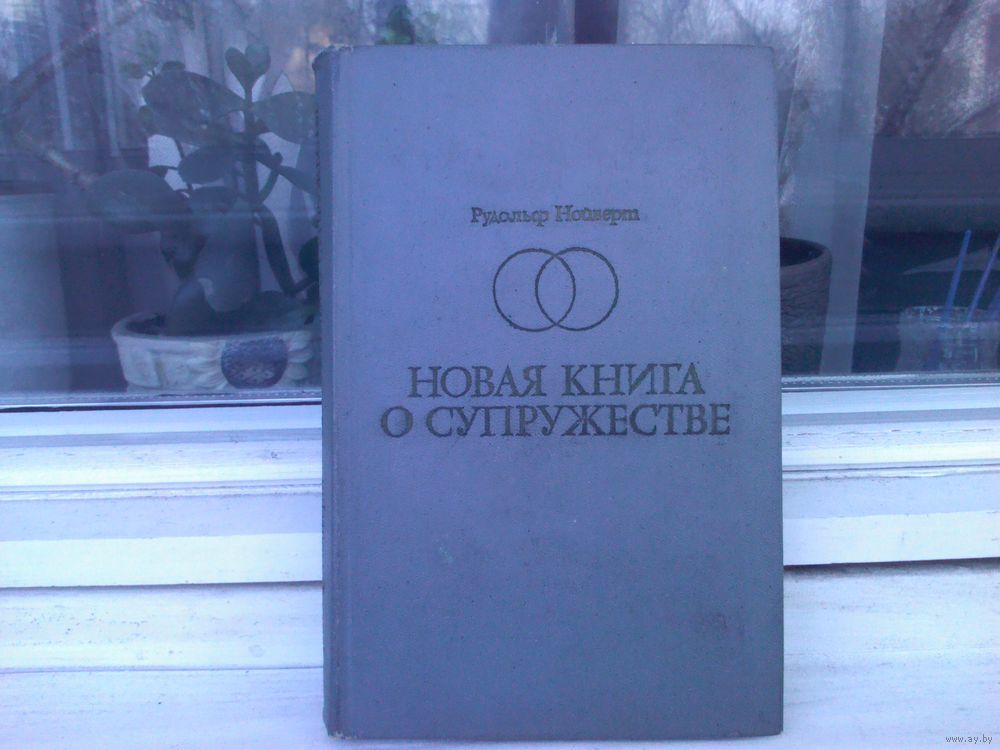 Рудольф Нойберт
НОВАЯ КНИГА
О СУПРУЖЕСТВЕ
www.ay.by